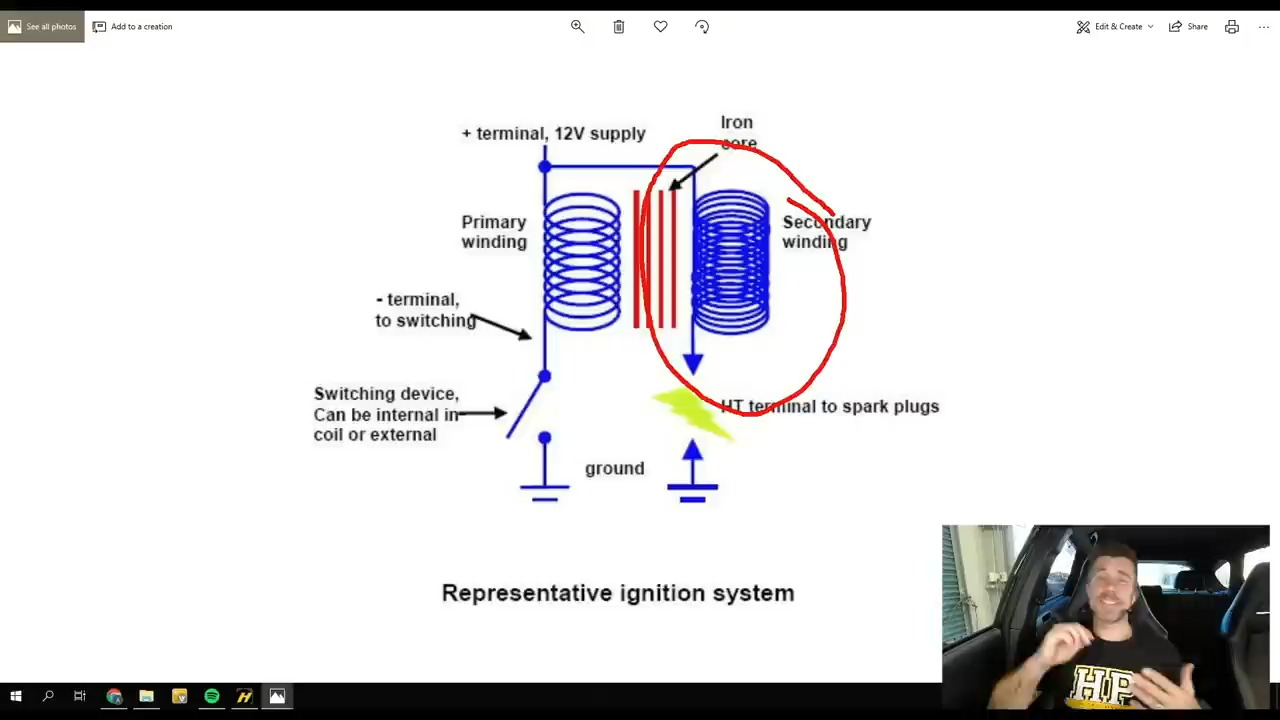 See all photos
Add to a creation
Edit & Create
Share
Iron
core
+ terminal, 12V supply
Primary
winding
Secondary
winding
- terminal,
to switching
Switching device,
Can be internal in
coil or external
HT terminal to spark plugs
ground
Representative ignition system
HP